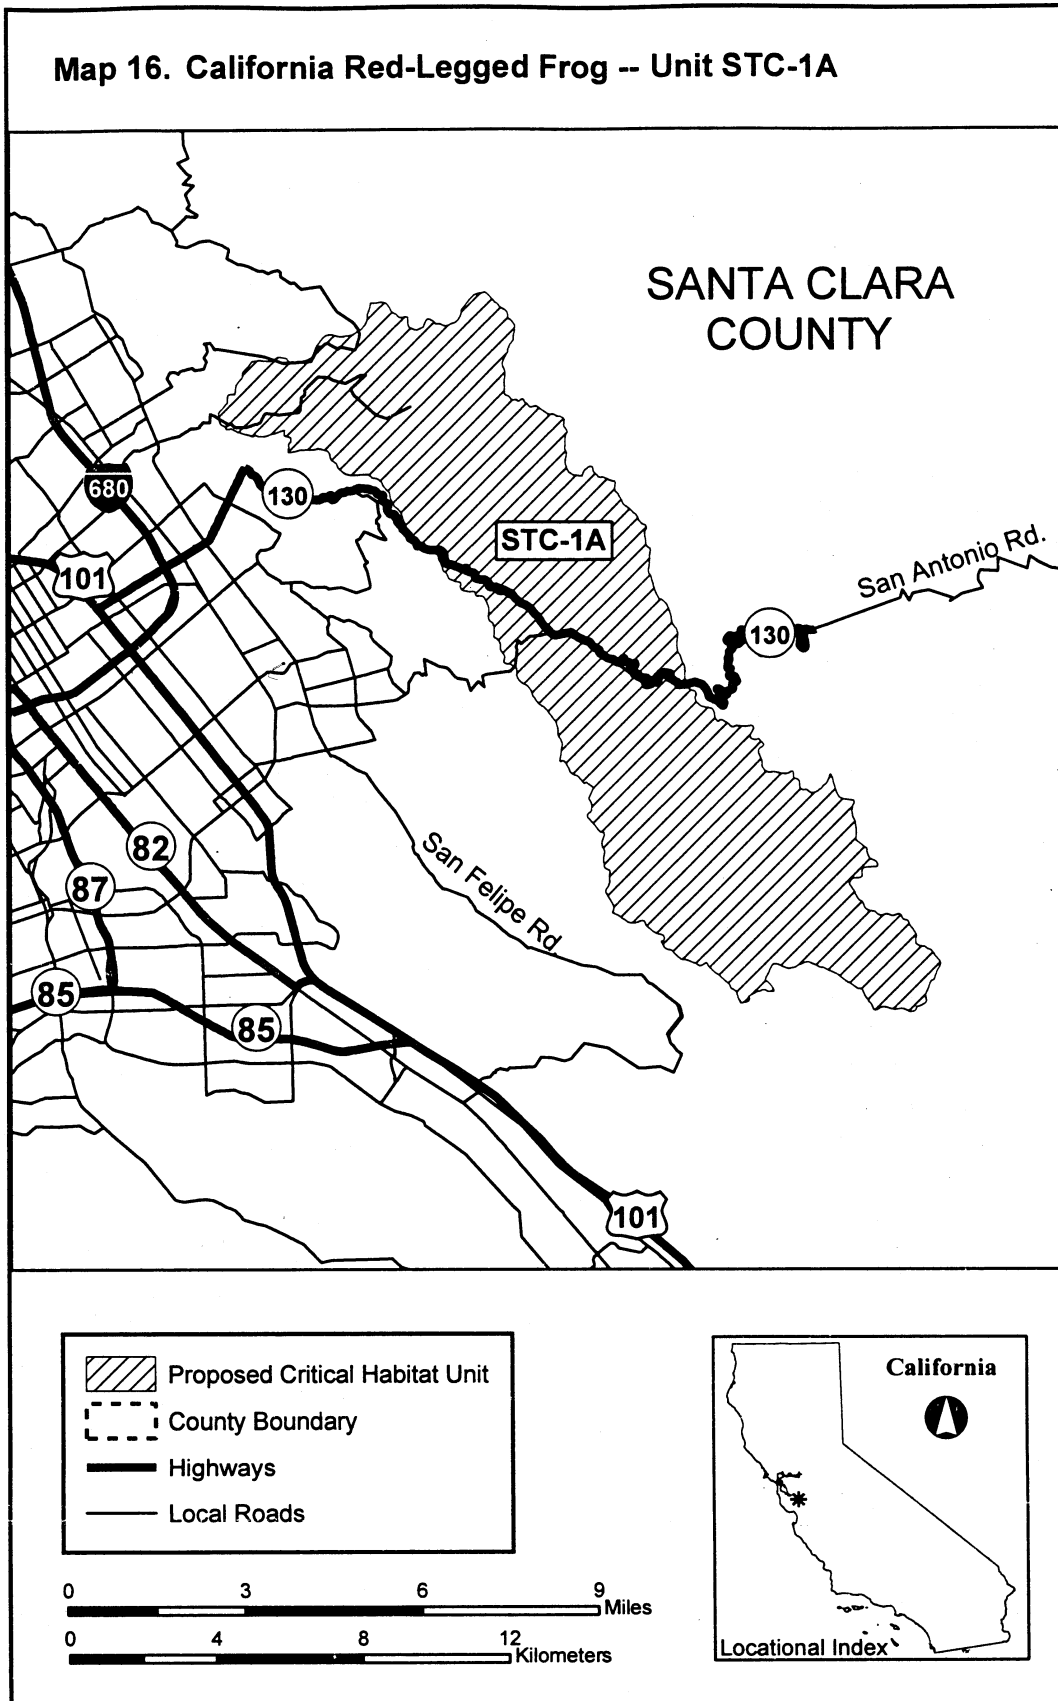 Map 16. California Red-Legged Frog -- Unit STC-1A
SANTA CLARA
COUNTY
680
130
STC-1A
San Antonio Rd.
101
130
82
San Felipe Rd.
87
85
85
101
Proposed Critical Habitat Unit
County Boundary
Highways
Local Roads
California
Locational Index
0 3 6 9
Miles
0 4 8 12
Kilometers